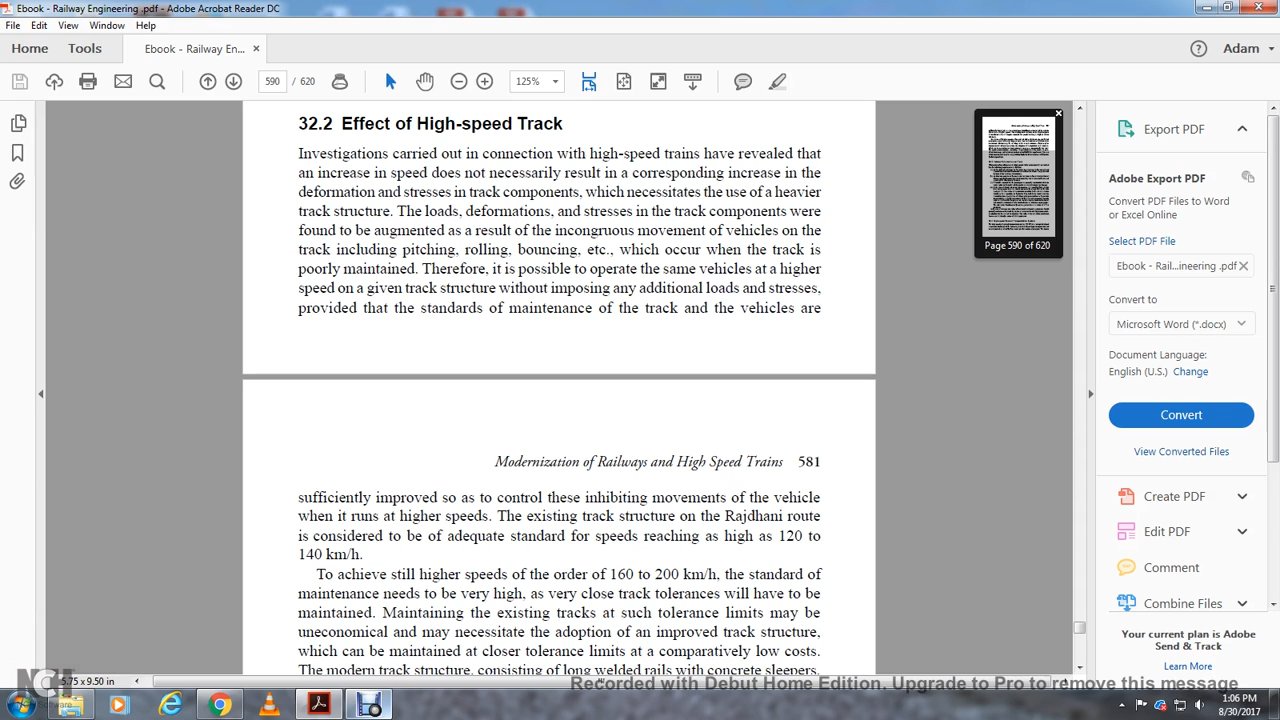 Ebook - Railway Engineering .pdf - Adobe Acrobat Reader DC
File Edit View Window Help
Home Tools Ebook - Railway En... × Adam
590 / 620 125%
32.2 Effect of High-speed Track
Investigations carried out in connection with high-speed trains have revealed that
an increase in speed does not necessarily result in a corresponding increase in the
deformation and stresses in track components, which necessitates the use of a heavier
track structure. The loads, deformations, and stresses in the track components were
found to be augmented as a result of the incongruous movement of vehicles on the
track including pitching, rolling, bouncing, etc., which occur when the track is
poorly maintained. Therefore, it is possible to operate the same vehicles at a higher
speed on a given track structure without imposing any additional loads and stresses,
provided that the standards of maintenance of the track and the vehicles are
Modernization of Railways and High Speed Trains 581
sufficiently improved so as to control these inhibiting movements of the vehicle
when it runs at higher speeds. The existing track structure on the Rajdhani route
is considered to be of adequate standard for speeds reaching as high as 120 to
140 km/h.
To achieve still higher speeds of the order of 160 to 200 km/h, the standard of
maintenance needs to be very high, as very close track tolerances will have to be
maintained. Maintaining the existing tracks at such tolerance limits may be
uneconomical and may necessitate the adoption of an improved track structure,
which can be maintained at closer tolerance limits at a comparatively low costs.
The modern track structure, consisting of long welded rails with concrete sleepers,
Page 590 of 620
Export PDF
Adobe Export PDF
Convert PDF Files to Word
or Excel Online
Select PDF File
Ebook - Rail...ineering .pdf
Convert to
Microsoft Word (*.docx)
Document Language:
English (U.S.) Change
Convert
View Converted Files
Create PDF
Edit PDF
Comment
Combine Files
Your current plan is Adobe
Send & Track
Learn More
5.75 x 9.50 in
NCH
Software
Recorded with Debut Home Edition. Upgrade to Pro to remove this message
1:06 PM
8/30/2017